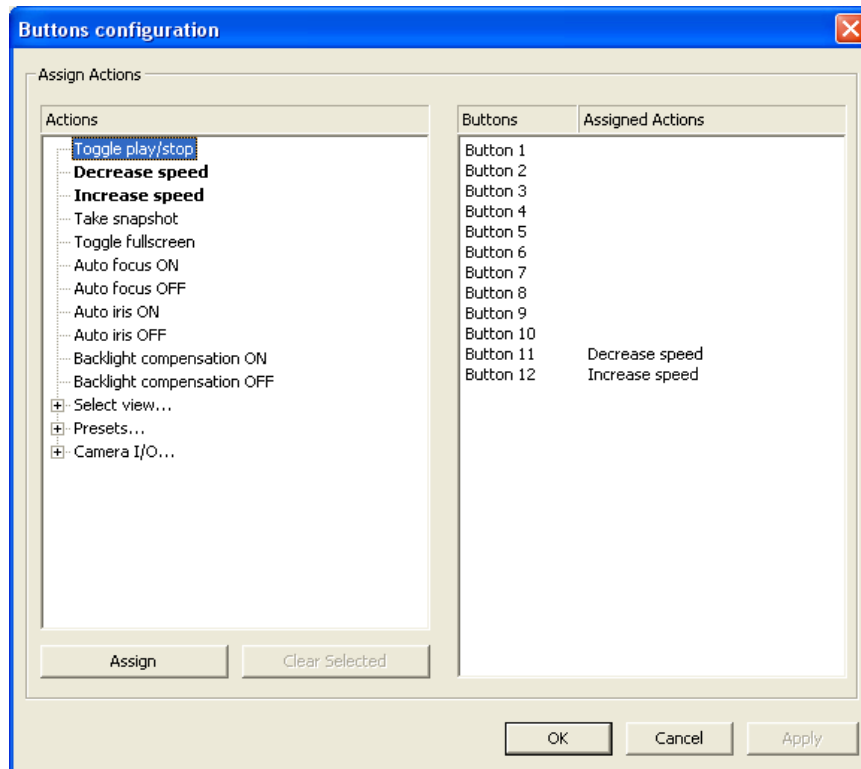 Buttons configuration
Assign Actions
Actions
Toggle play/stop
Decrease speed
Increase speed
Take snapshot
Toggle fullscreen
Auto focus ON
Auto focus OFF
Auto iris ON
Auto iris OFF
Backlight compensation ON
Backlight compensation OFF
Select view...
Presets...
Camera I/O...
Assign Clear Selected
Buttons Assigned Actions
Button 1
Button 2
Button 3
Button 4
Button 5
Button 6
Button 7
Button 8
Button 9
Button 10
Button 11 Decrease speed
Button 12 Increase speed
OK Cancel Apply